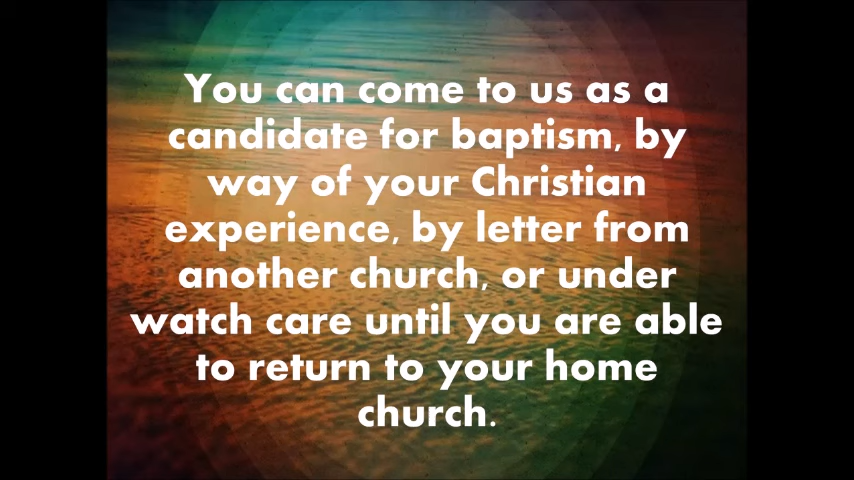 You can come to us as a
candidate for baptism, by
way of your Christian
experience, by letter from
another church, or under
watch care until you are able
to return to your home
church.